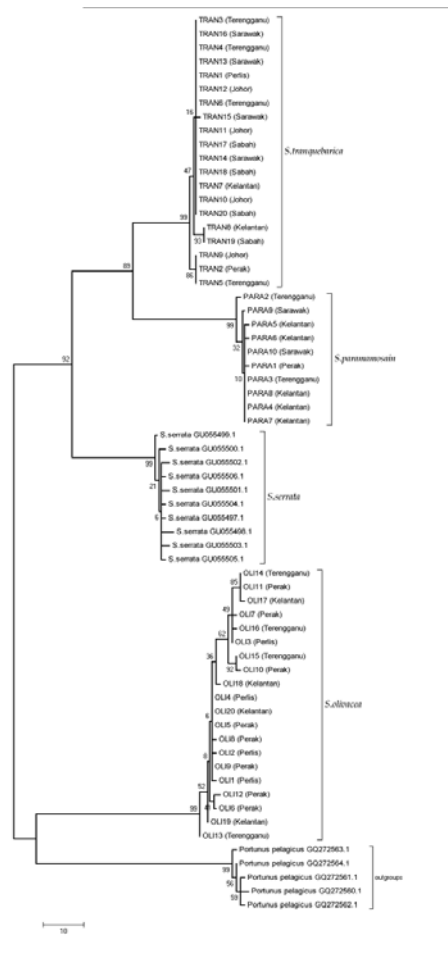 TRAN3 (Terengganu)
TRAN16 (Sarawak)
TRAN4 (Terengganu)
TRAN13 (Sarawak)
TRAN1 (Perlis)
TRAN12 (Johor)
TRAN6 (Terengganu)
16
TRAN15 (Sarawak)
TRAN11 (Johor)
TRAN17 (Sabah)
S.tranquebarica
TRAN14 (Sarawak)
47
TRAN18 (Sabah)
TRAN7 (Kelantan)
TRAN10 (Johor)
TRAN20 (Sabah)
99
TRAN8 (Kelantan)
93
TRAN19 (Sabah)
TRAN9 (Johor)
TRAN2 (Perak)
86
TRAN5 (Terengganu)
89
PARA2 (Terengganu)
PARA9 (Sarawak)
99
PARA5 (Kelantan)
PARA6 (Kelantan)
32
PARA10 (Sarawak)
S.paramamosain
92
PARA1 (Perak)
10
PARA3 (Terengganu)
PARA8 (Kelantan)
PARA4 (Kelantan)
PARA7 (Kelantan)
S.serrata GU055499.1
S.serrata GU055500.1
99
S.serrata GU055502.1
S.serrata GU055506.1
21
S.serrata GU055501.1
S.serrata
S.serrata GU055504.1
6
S.serrata GU055497.1
S.serrata GU055498.1
S.serrata GU055503.1
S.serrata GU055505.1
OLI14 (Terengganu)
85
OLI11 (Perak)
OLI17 (Kelantan)
49
OLI7 (Perak)
OLI16 (Terengganu)
62
OLI3 (Perlis)
36
OLI15 (Terengganu)
92
OLI10 (Perak)
OLI18 (Kelantan)
OLI4 (Perlis)
S.olivacea
6
OLI20 (Kelantan)
OLI5 (Perak)
OLI8 (Perak)
OLI2 (Perlis)
OLI9 (Perak)
OLI1 (Perlis)
52
OLI12 (Perak)
99
OLI6 (Perak)
OLI19 (Kelantan)
OLI13 (Terengganu)
Portunus pelagicus GQ272563.1
99
Portunus pelagicus GQ272564.1
Portunus pelagicus GQ272561.1
outgroups
56
Portunus pelagicus GQ272560.1
59
Portunus pelagicus GQ272562.1
10